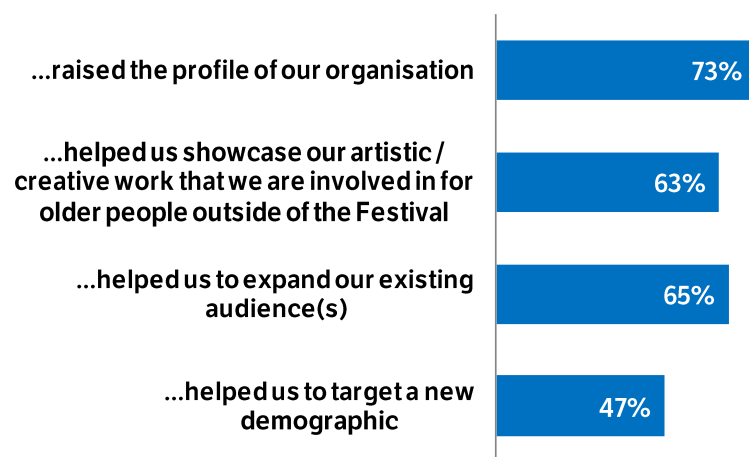 ...raised the profile of our organisation
73%
...helped us showcase our artistic /
creative work that we are involved in for
older people outside of the Festival
63%
...helped us to expand our existing
audience(s)
65%
...helped us to target a new
demographic
47%